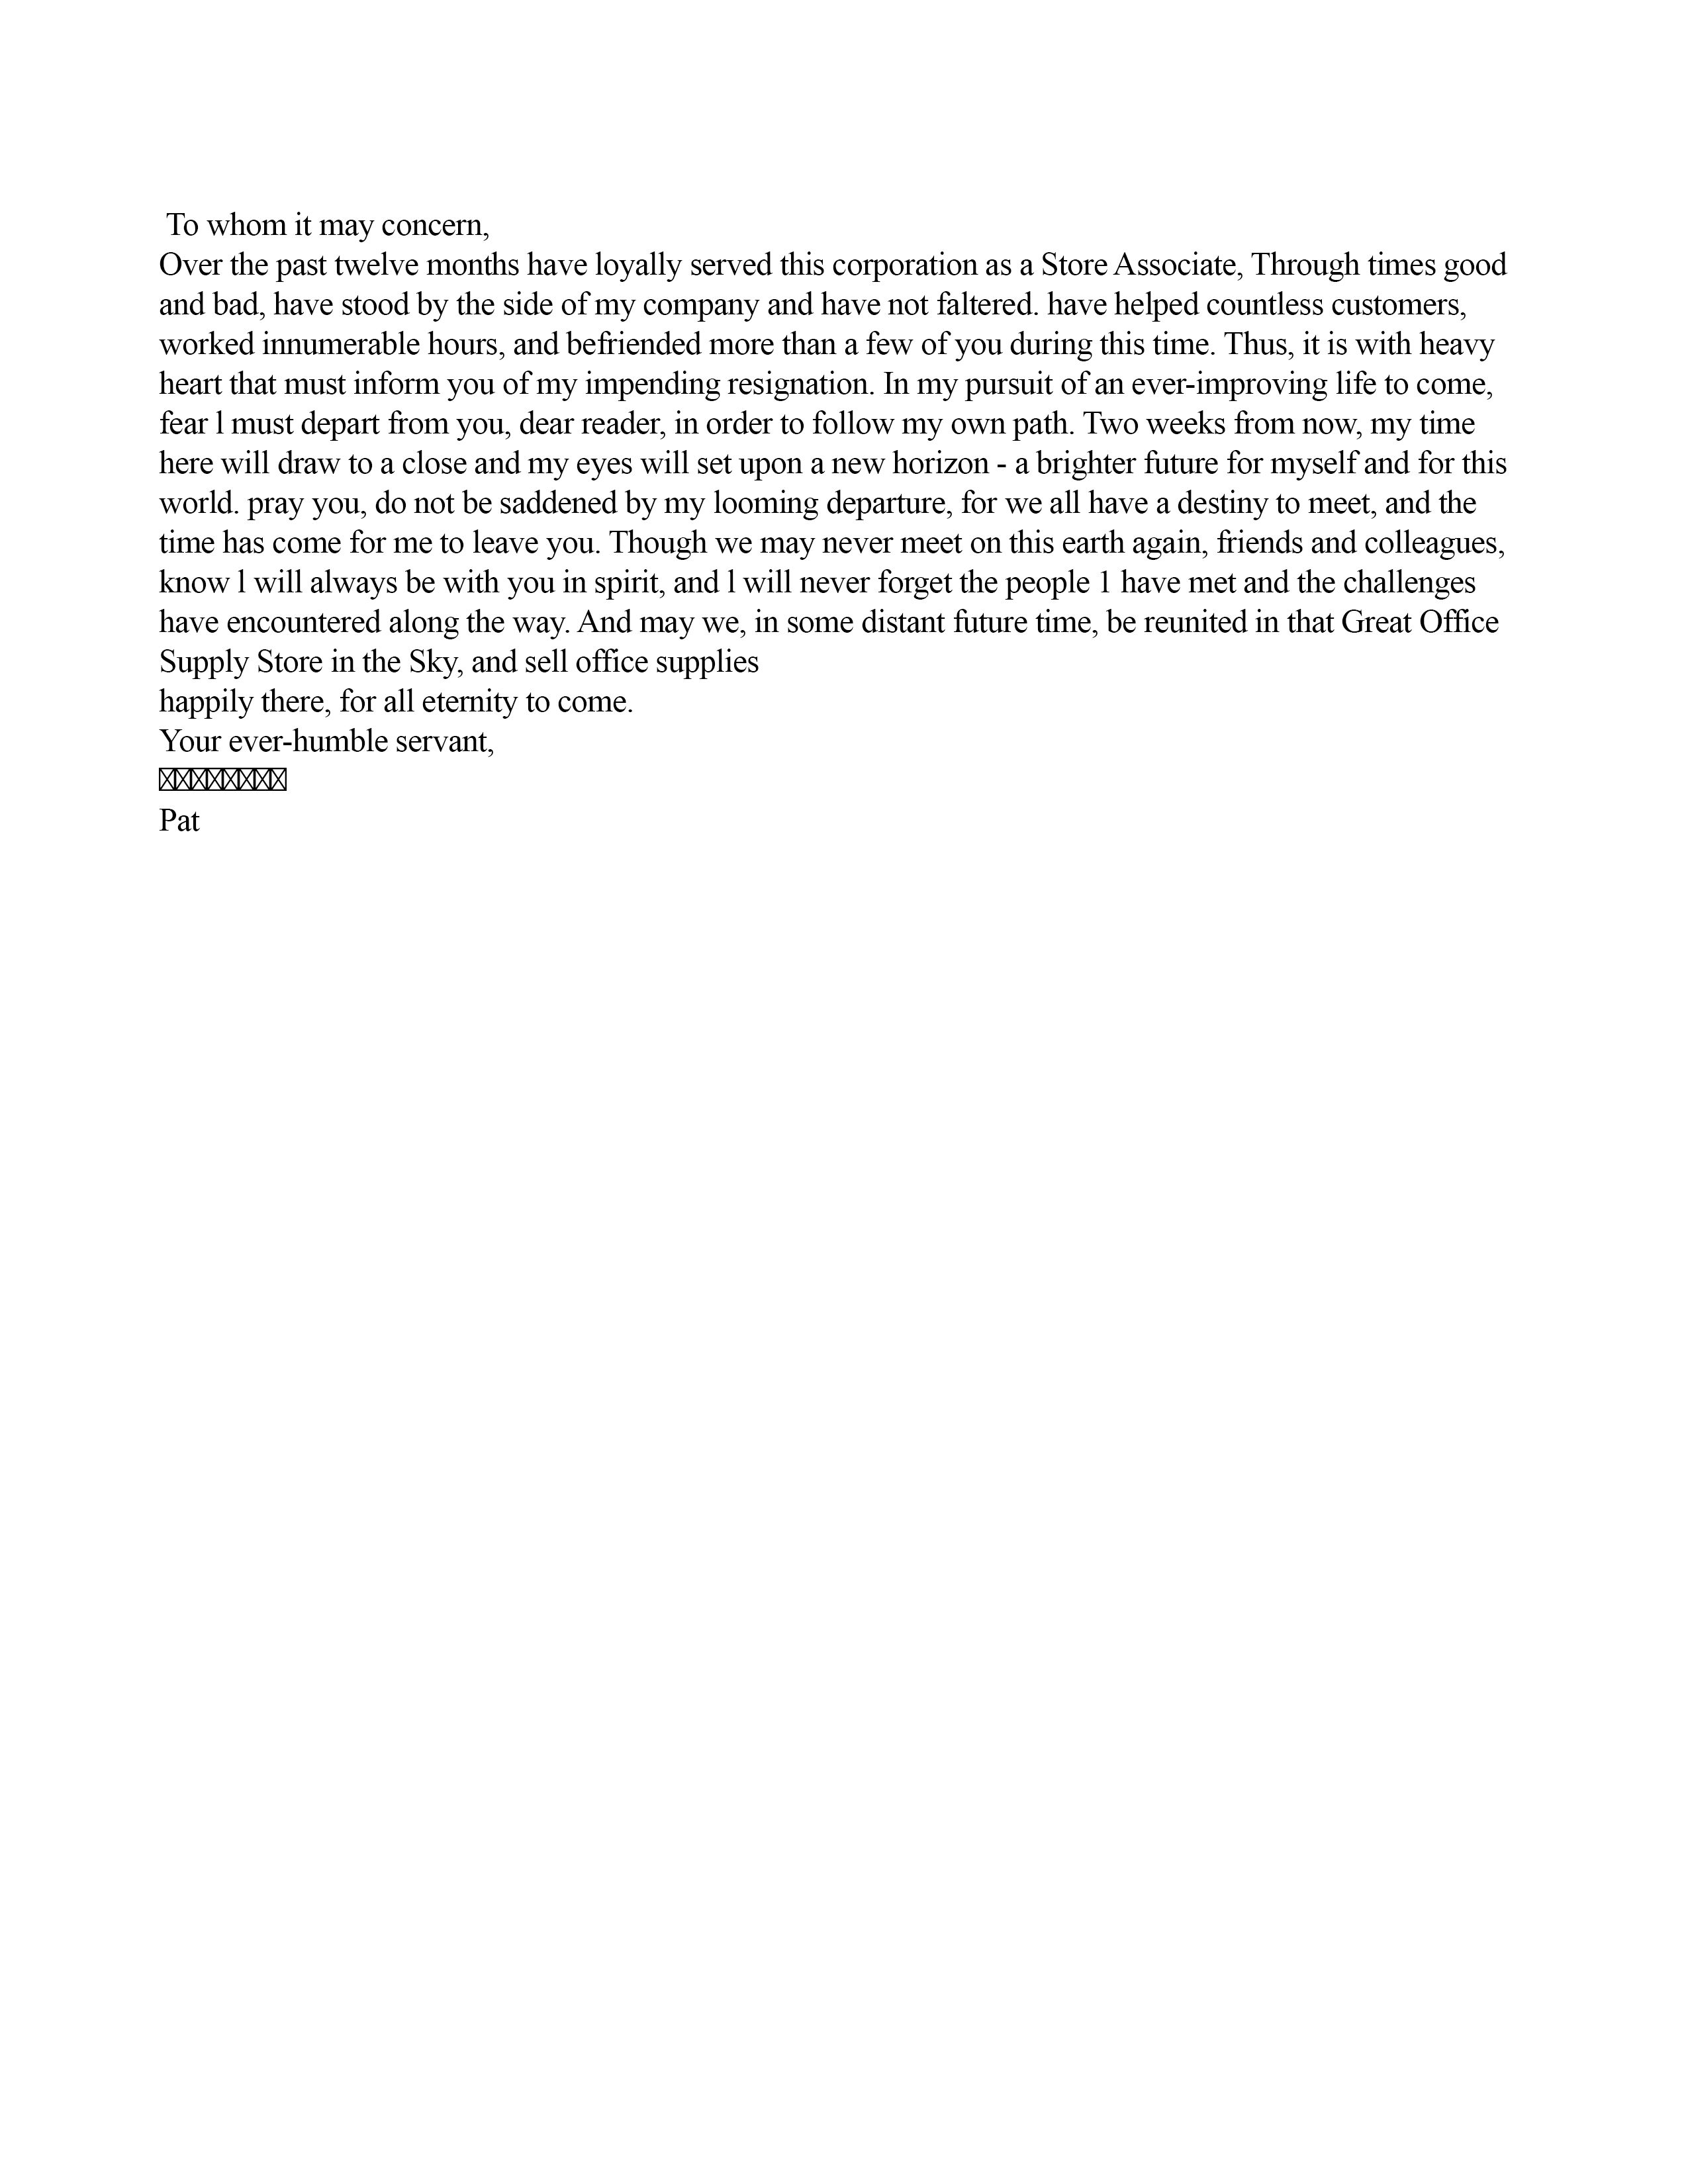 To whom it may concern,
Over the past twelve months have loyally served this corporation as a Store Associate, Through times good
and bad, have stood by the side of my company and have not faltered. have helped countless customers,
worked innumerable hours, and befriended more than a few of you during this time. Thus, it is with heavy
heart that must inform you of my impending resignation. In my pursuit of an ever-improving life to come,
fear l must depart from you, dear reader, in order to follow my own path. Two weeks from now, my time
here will draw to a close and my eyes will set upon a new horizon - a brighter future for myself and for this
world. pray you, do not be saddened by my looming departure, for we all have a destiny to meet, and the
time has come for me to leave you. Though we may never meet on this earth again, friends and colleagues,
know l will always be with you in spirit, and l will never forget the people 1 have met and the challenges
have encountered along the way. And may we, in some distant future time, be reunited in that Great Office
Supply Store in the Sky, and sell office supplies
happily there, for all eternity to come.
Your ever-humble servant,
Pat